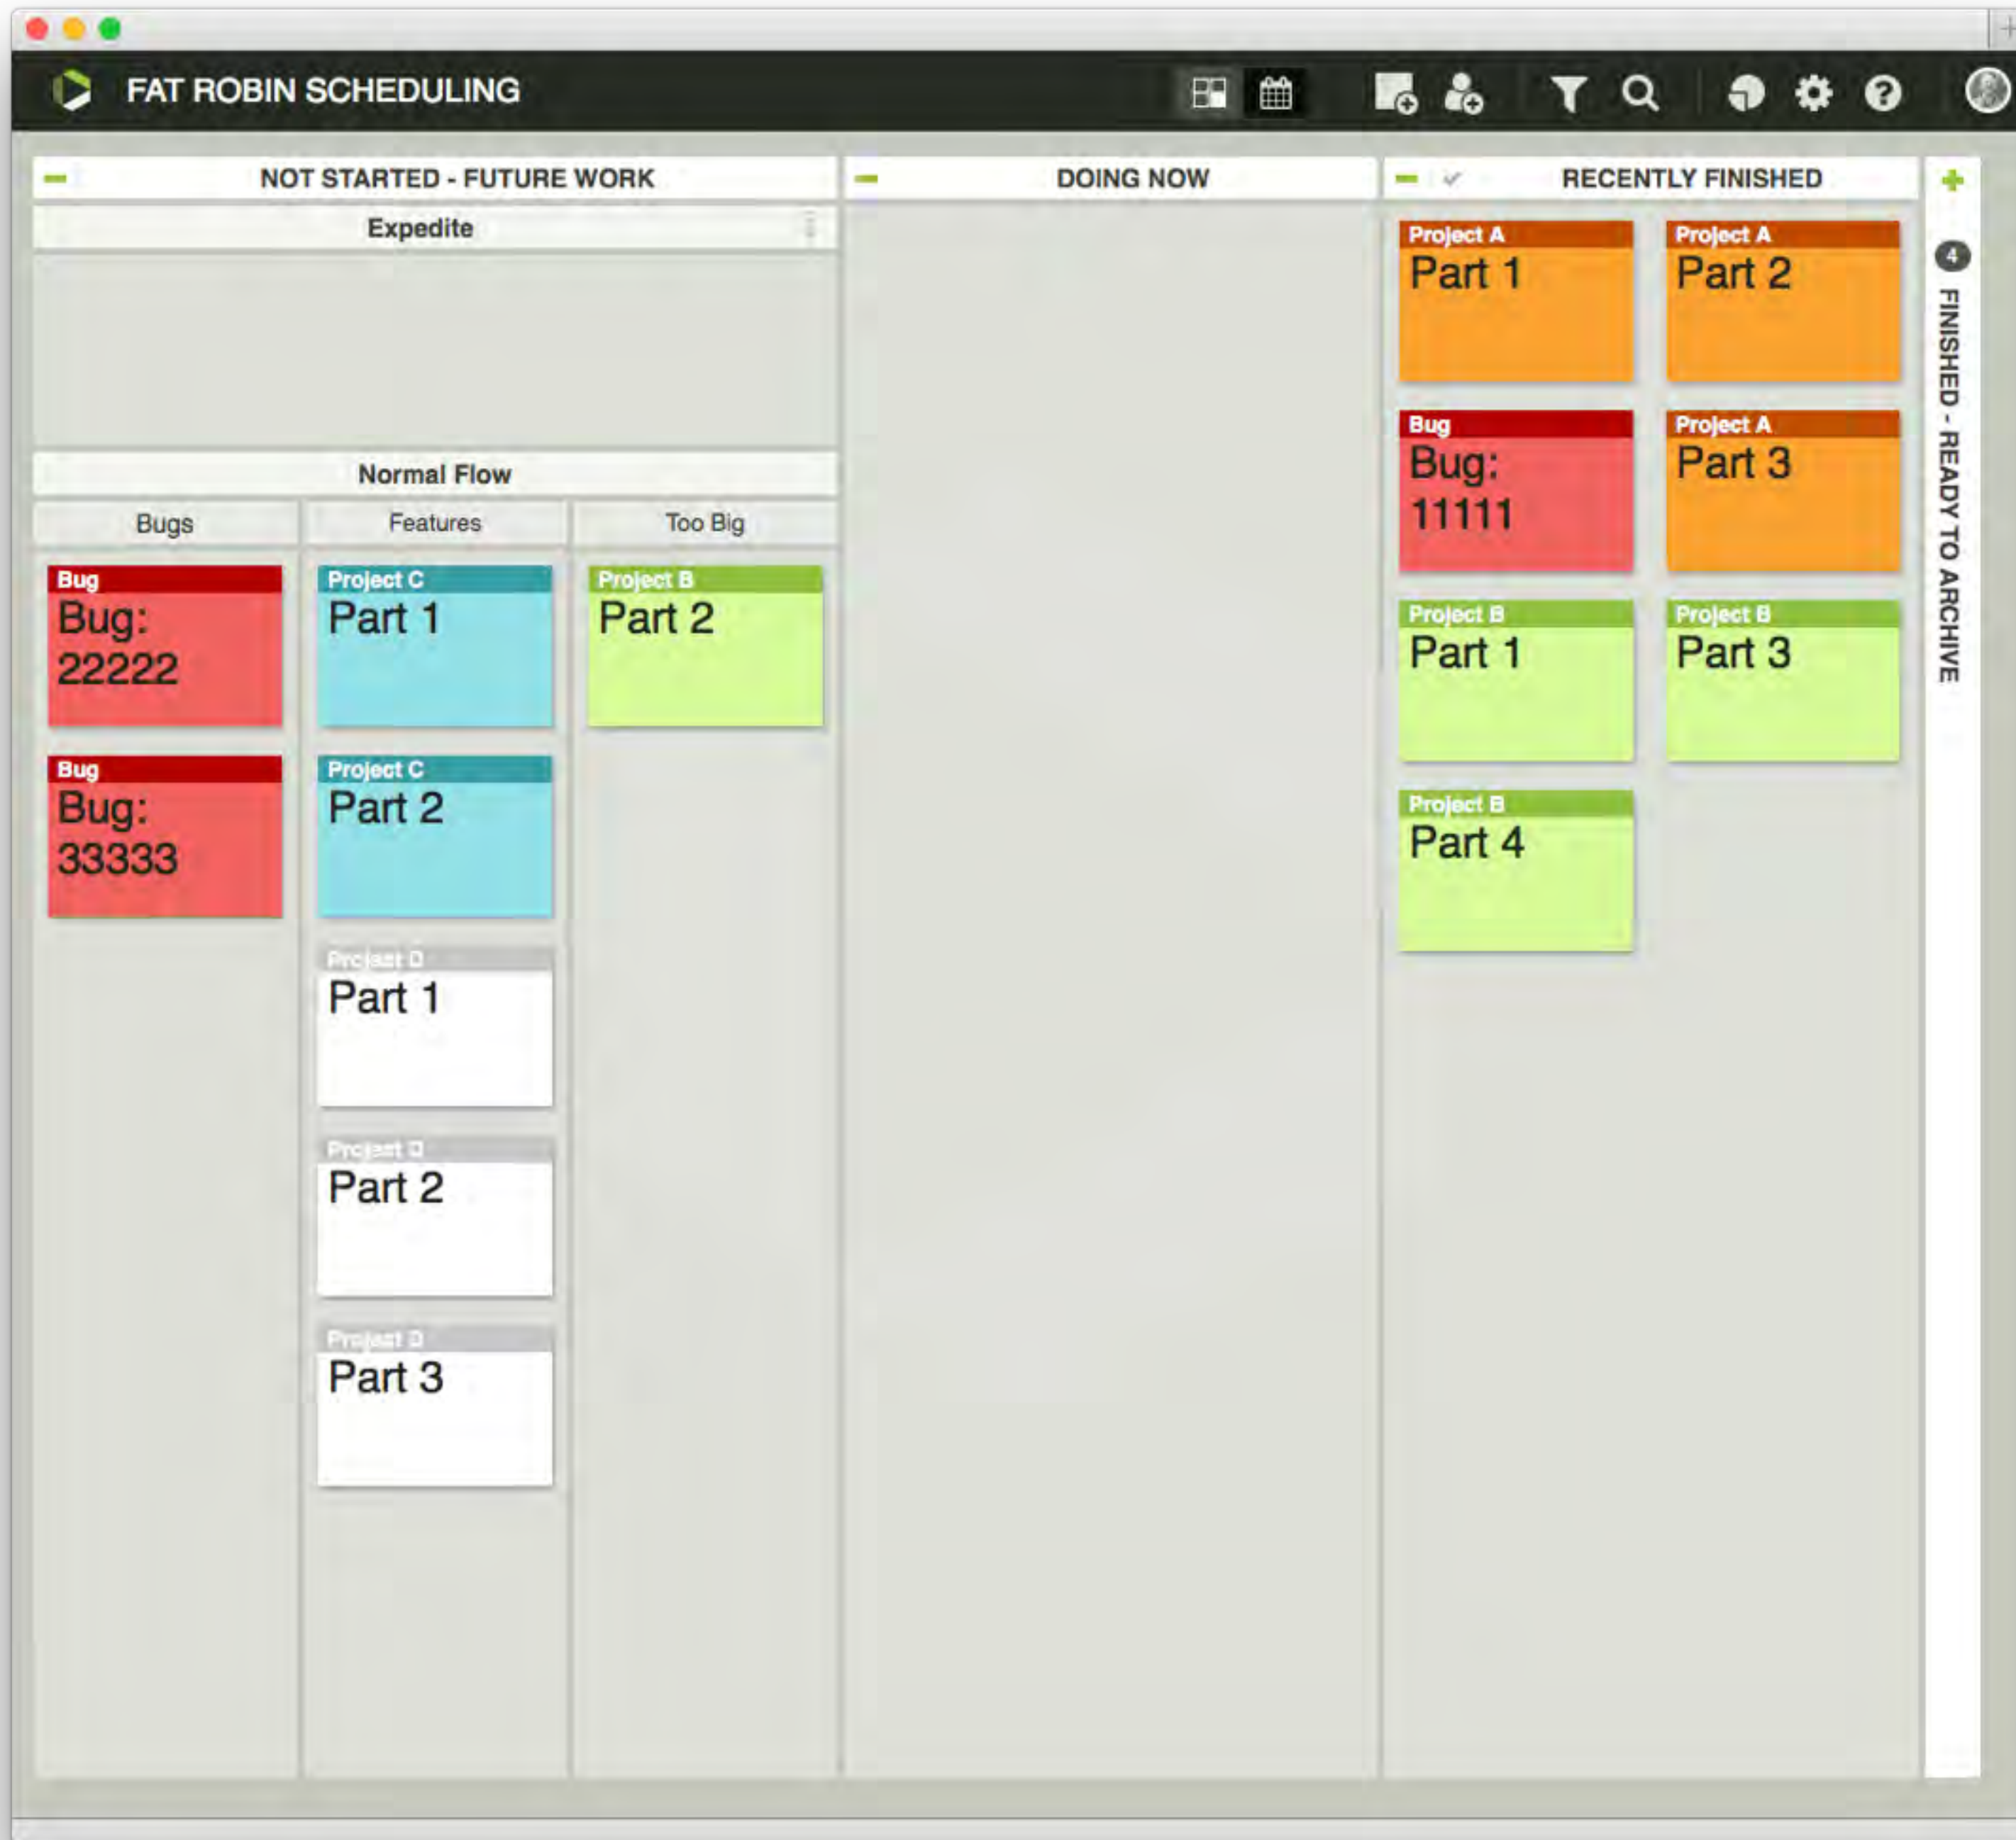 FAT ROBIN SCHEDULING
NOT STARTED - FUTURE WORK
Expedite
Normal Flow
Bugs
Features
Too Big
Bug
Bug:
22222
Bug
Bug:
33333
Project C
Part 1
Project C
Part 2
Project D
Part 1
Project D
Part 2
Project D
Part 3
Project B
Part 2
DOING NOW
RECENTLY FINISHED
Project A
Part 1
Project A
Part 2
Bug
Bug:
11111
Project A
Part 3
Project B
Part 1
Project B
Part 3
Project B
Part 4
4
FINISHED - READY TO ARCHIVE